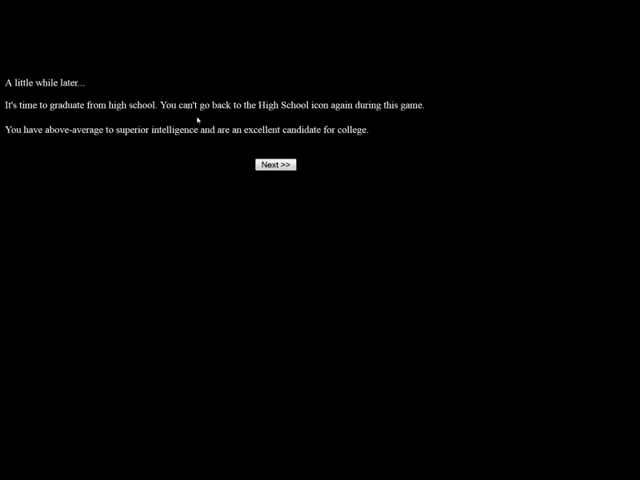 A little while later...
It's time to graduate from high school. You can't go back to the High School icon again during this game.
You have above-average to superior intelligence and are an excellent candidate for college.
Next >>